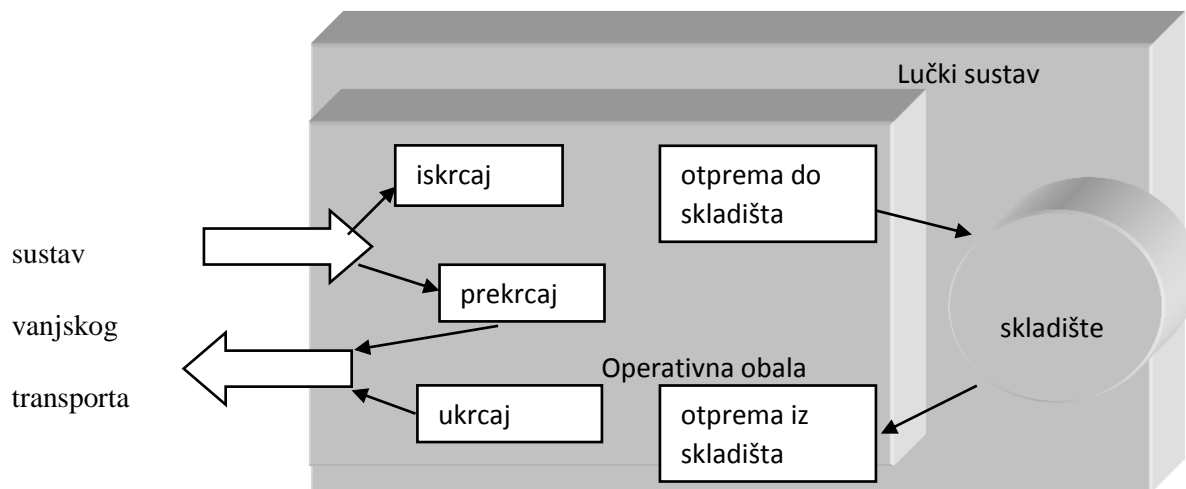 Lučki sustav
iskrcaj
otprema do
skladišta
sustav
vanjskog
transporta
prekrcaj
skladište
Operativna obala
ukrcaj
otprema iz
skladišta